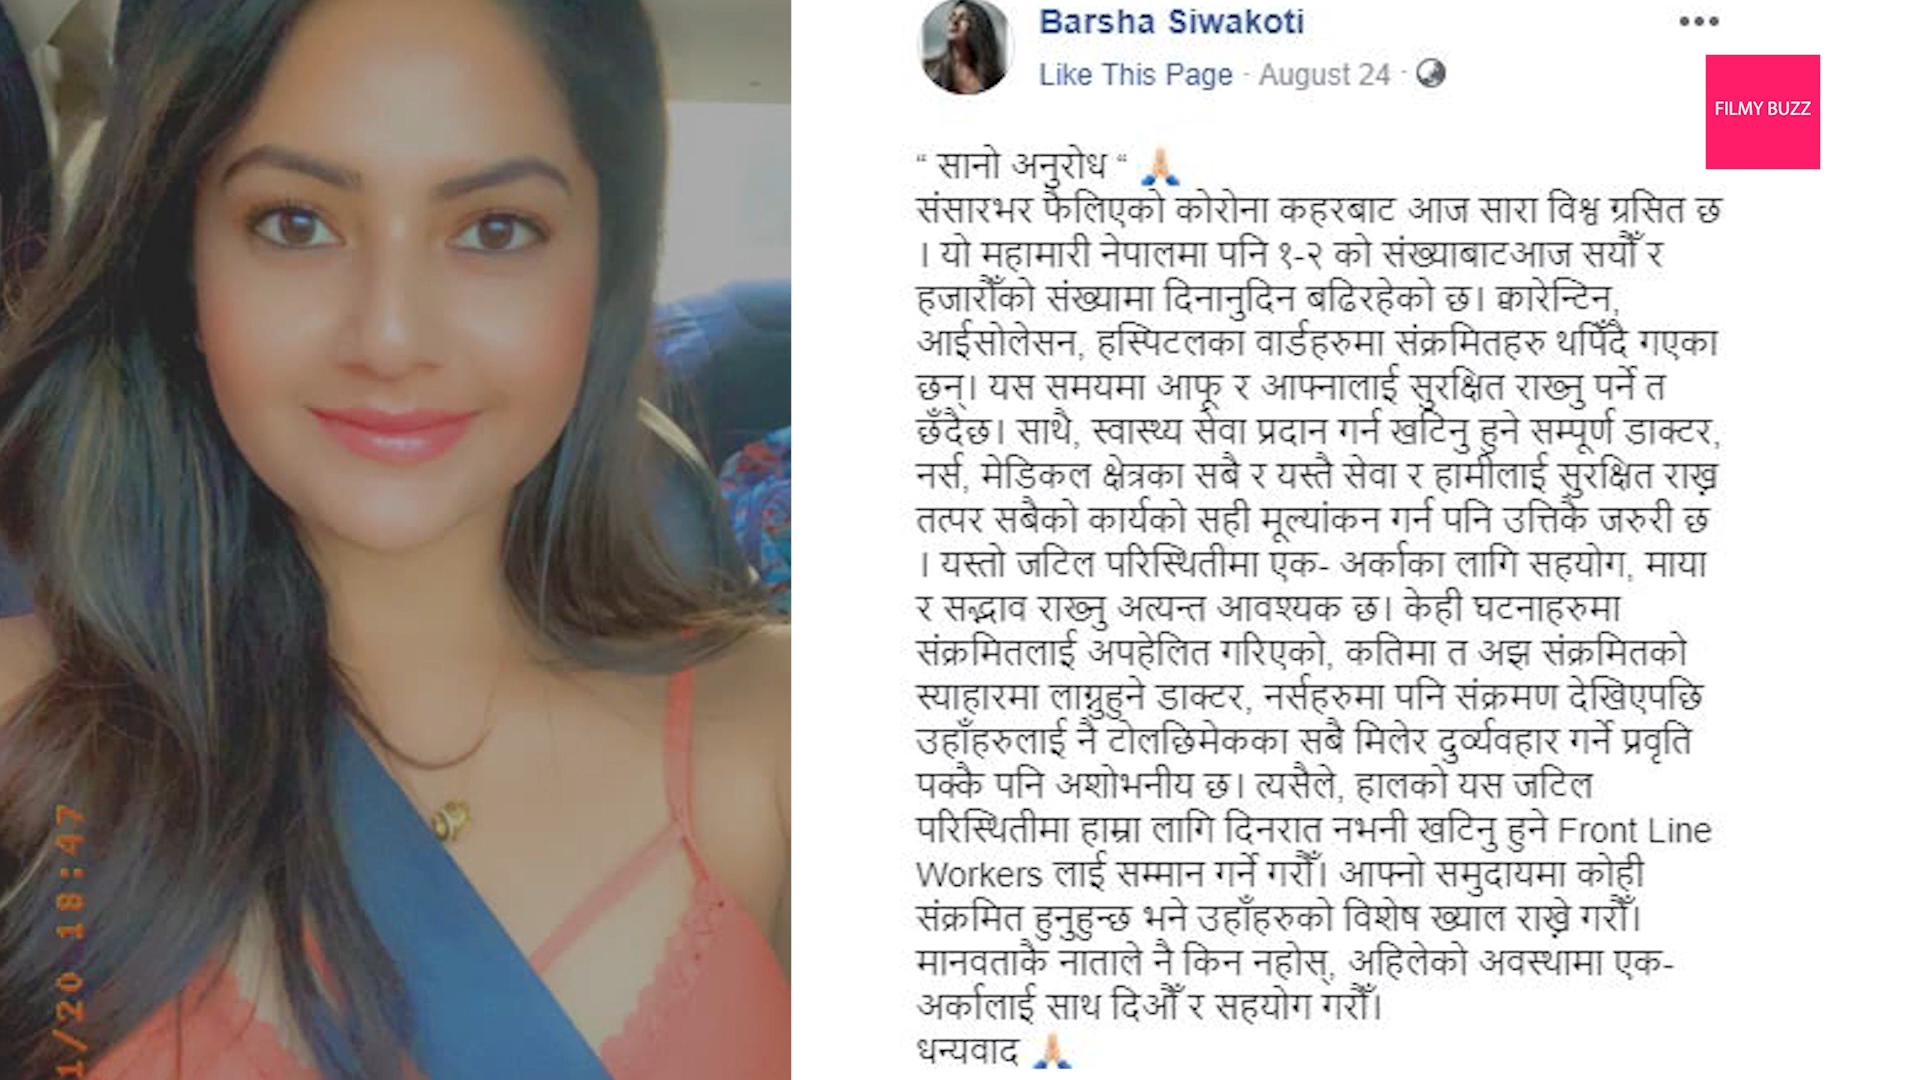 Barsha Siwakoti
Like This Page · August 24 ·
FILMY BUZZ
“ सानो अनुरोध “ 🙏🏻
संसारभर फैलिएको कोरोना कहरबाट आज सारा विश्व ग्रसित छ
। यो महामारी नेपालमा पनि १-२ को संख्याबाटआज सयौँ र
हजारौँको संख्यामा दिनानुदिन बढिरहेको छ। क्वारेन्टिन,
आईसोलेसन, हस्पिटलका वार्डहरुमा संक्रमितहरु थपिँदै गएका
छन्। यस समयमा आफू र आफ्नालाई सुरक्षित राख्नु पर्ने त
छँदैछ। साथै, स्वास्थ्य सेवा प्रदान गर्न खटिनु हुने सम्पूर्ण डाक्टर,
नर्स, मेडिकल क्षेत्रका सबै र यस्तै सेवा र हामीलाई सुरक्षित राख्न
तत्पर सबैको कार्यको सही मूल्यांकन गर्न पनि उत्तिकै जरुरी छ
। यस्तो जटिल परिस्थितीमा एक- अर्काका लागि सहयोग, माया
र सद्भाव राख्नु अत्यन्त आवश्यक छ। केही घटनाहरुमा
संक्रमितलाई अपहेलित गरिएको, कतिमा त अझ संक्रमितको
स्याहारमा लाग्नुहुने डाक्टर, नर्सहरुमा पनि संक्रमण देखिएपछि
उहाँहरुलाई नै टोलछिमेकका सबै मिलेर दुर्व्यवहार गर्ने प्रवृति
पक्कै पनि अशोभनीय छ। त्यसैले, हालको यस जटिल
परिस्थितीमा हाम्रा लागि दिनरात नभनी खटिनु हुने Front Line
Workers लाई सम्मान गर्ने गरौँ। आफ्नो समुदायमा कोही
संक्रमित हुनुहुन्छ भने उहाँहरुको विशेष ख्याल राख्ने गरौँ।
मानवताकै नाताले नै किन नहोस्, अहिलेको अवस्थामा एक-
अर्कालाई साथ दिऔँ र सहयोग गरौँ।
धन्यवाद 🙏🏻
1/20 18:47